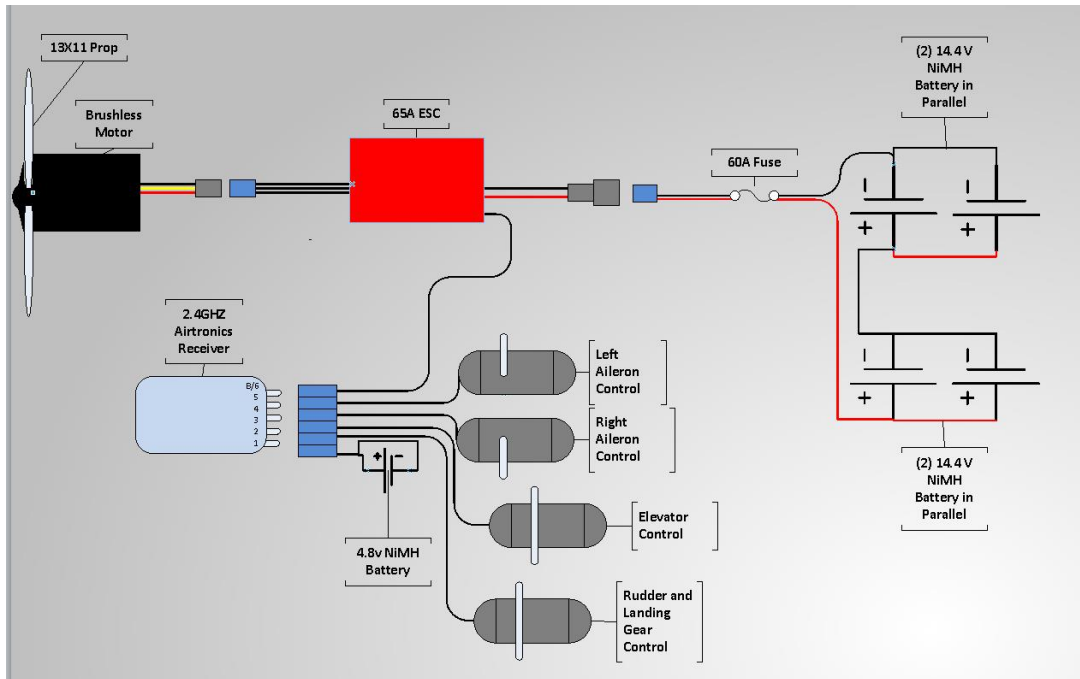 13X11 Prop
Brushless
Motor
65A ESC
60A Fuse
(2) 14.4 V
NiMH
Battery in
Parallel
I
+
I
+
2.4GHZ
Airtronics
Receiver
B/6
5
4
3
2
1
Left
Aileron
Control
Right
Aileron
Control
I
+
I
+
+ -
4.8v NiMH
Battery
Elevator
Control
(2) 14.4 V
NiMH
Battery in
Parallel
Rudder and
Landing
Gear
Control